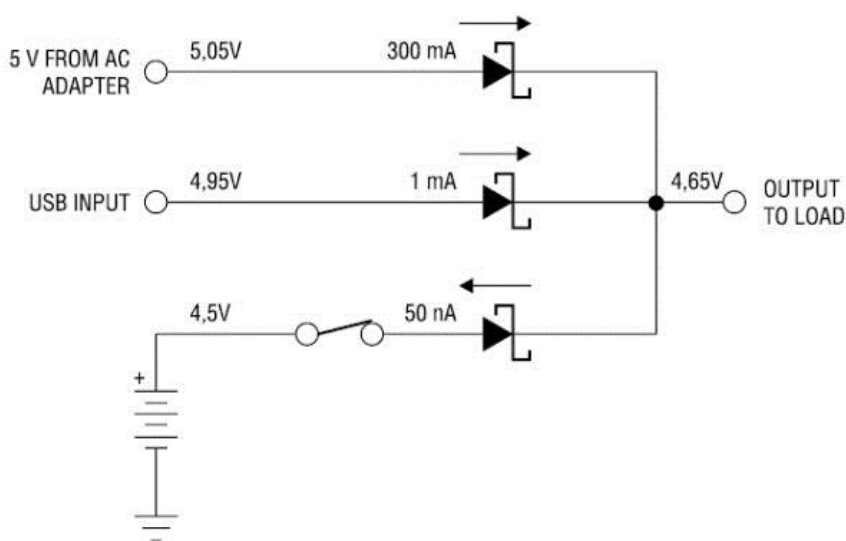 5 V FROM AC
ADAPTER
5,05V
300 mA
USB INPUT
4,95V
1 mA
4,65V
OUTPUT
TO LOAD
4,5V
50 nA
+